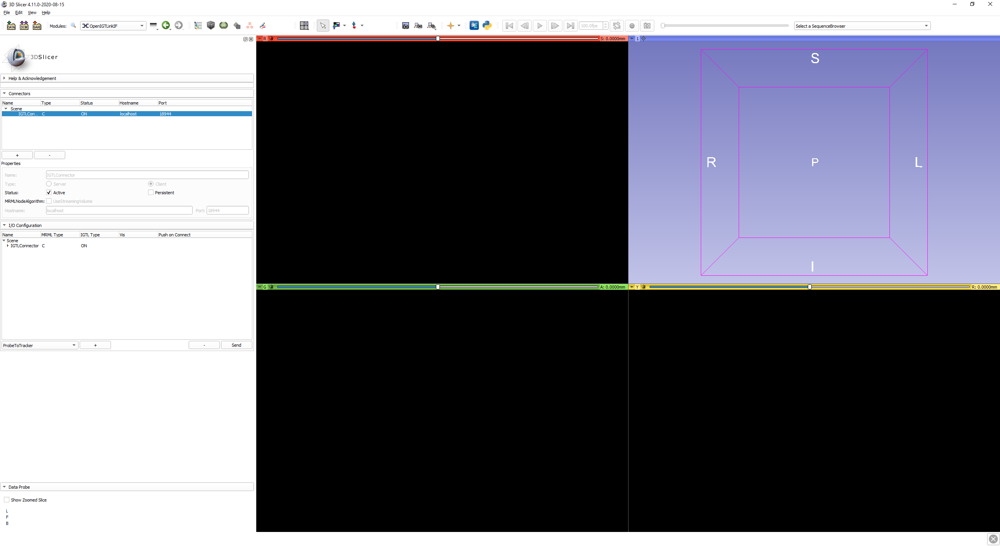 3D Slicer 4.11.0-2020-08-15
File Edit View Help
DATA DCM SAVE Modules: OpenIGTLinkIF 100.0fps Select a SequenceBrowser
R S: 0.0000mm 1
3DSlicer
Help & Acknowledgement
Connectors
Name Type Status Hostname Port
Scene
IGTLCon... C ON localhost 18944
+ -
Properties
Name: IGTLConnector
Type: Server Client
Status: Active Persistent
MRMLNodeAlgorithm: UseStreamingVolume
Hostname: localhost Port: 18944
I/O Configuration
Name MRML Type IGTL Type Vis Push on Connect
Scene
IGTLConnector C ON
ProbeToTracker + - Send
S
R P L
I
G A: 0.0000mm Y R: 0.0000mm
Data Probe
Show Zoomed Slice
L
F
B